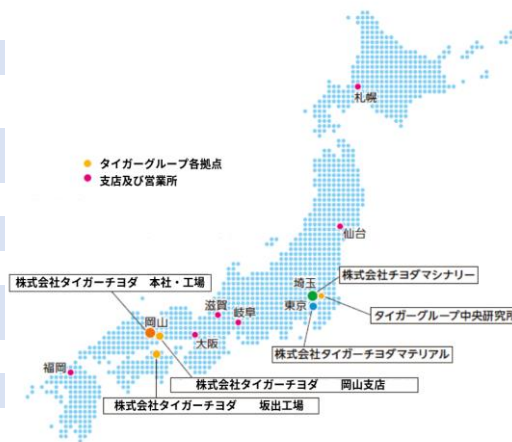 札幌
タイガーグループ各拠点
支店及び営業所
仙台
株式会社タイガーチヨダ 本社・工場
埼玉
株式会社チヨダマシナリー
滋賀
岐阜
東京
タイガーグループ中央研究所
岡山
大阪
株式会社タイガーチヨダマテリアル
福岡
株式会社タイガーチヨダ 岡山支店
株式会社タイガーチヨダ 坂出工場